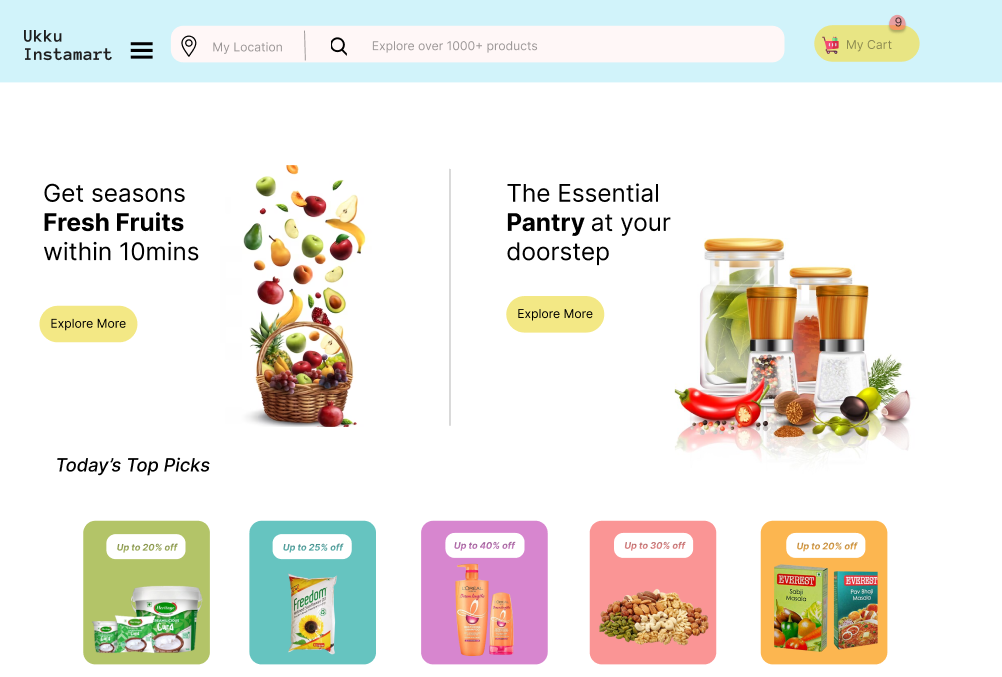 Ukku
Instamart
My Location
Explore over 1000+ products
9
My Cart
Get seasons
Fresh Fruits
within 10mins
Explore More
The Essential
Pantry at your
doorstep
Explore More
Today's Top Picks
Up to 20% off
Up to 25% off
Up to 40% off
Up to 30% off
Up to 20% off
Heritage
Curd
Freedom
L'OREAL
EVEREST
Sabji
Masala
EVEREST
Pav Bhaji
Masala